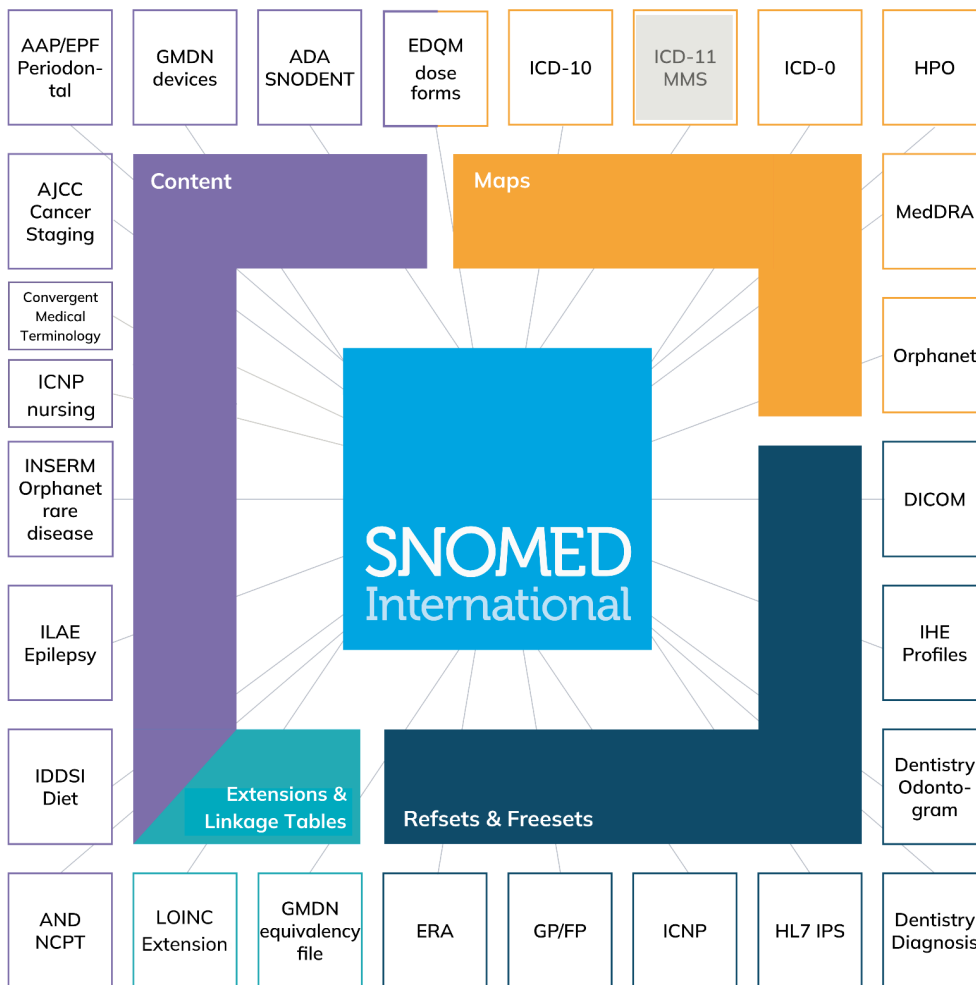 AAP/EPF
Periodon-
tal
GMDN
devices
ADA
SNODENT
EDQM
dose
forms
ICD-10
ICD-11
MMS
ICD-0
HPO
Content
Maps
AJCC
Cancer
Staging
MedDRA
Convergent
Medical
Terminology
Orphanet
ICNP
nursing
INSERM
Orphanet
rare
disease
DICOM
SNOMED
International
ILAE
Epilepsy
IHE
Profiles
IDDSI
Diet
Extensions &
Linkage Tables
Refsets & Freesets
Dentistry
Odonto-
gram
AND
NCPT
LOINC
Extension
GMDN
equivalency
file
ERA
GP/FP
ICNP
HL7 IPS
Dentistry
Diagnosis